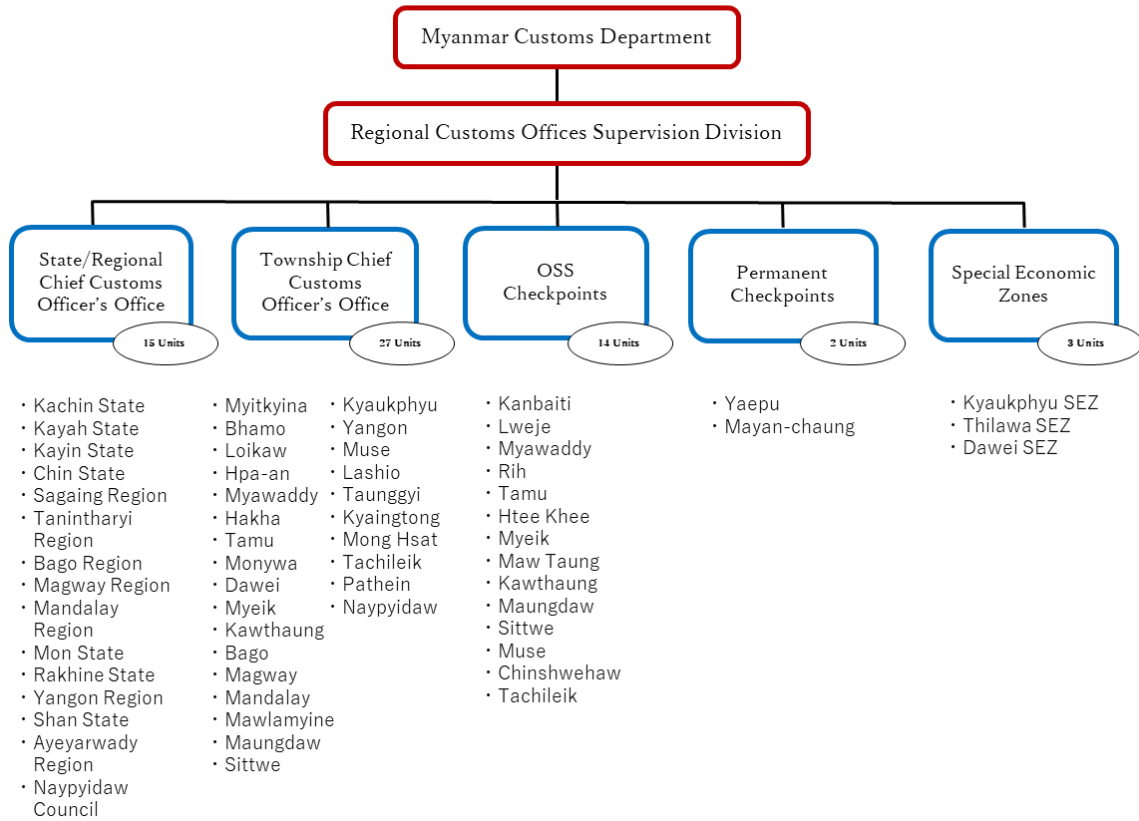 Myanmar Customs Department
Regional Customs Offices Supervision Division
State/Regional
Chief Customs
Officer's Office
15 Units
Township Chief
Customs
Officer's Office
27 Units
OSS
Checkpoints
14 Units
Permanent
Checkpoints
2 Units
Special Economic
Zones
3 Units
・Kachin State
・Kayah State
・Kayin State
・Chin State
・Sagaing Region
・Tanintharyi
Region
・Bago Region
・Magway Region
・Mandalay
Region
・Mon State
・Rakhine State
・Yangon Region
・Shan State
・Ayeyarwady
Region
・Naypyidaw
Council
・Myitkyina
・Bhamo
・Loikaw
・Hpa-an
・Myawaddy
・Hakha
・Tamu
・Monywa
・Dawei
・Myeik
・Kawthaung
・Bago
・Magway
・Mandalay
・Mawlamyine
・Maungdaw
・Sittwe
・Kyaukphyu
・Yangon
・Muse
・Lashio
・Taunggyi
・Kyaingtong
・Mong Hsat
・Tachileik
・Pathein
・Naypyidaw
・Kanbaiti
・Lweje
・Myawaddy
・Rih
・Tamu
・Htee Khee
・Myeik
・Maw Taung
・Kawthaung
・Maungdaw
・Sittwe
・Muse
・Chinshwehaw
・Tachileik
・Yaepu
・Mayan-chaung
・Kyaukphyu SEZ
・Thilawa SEZ
・Dawei SEZ